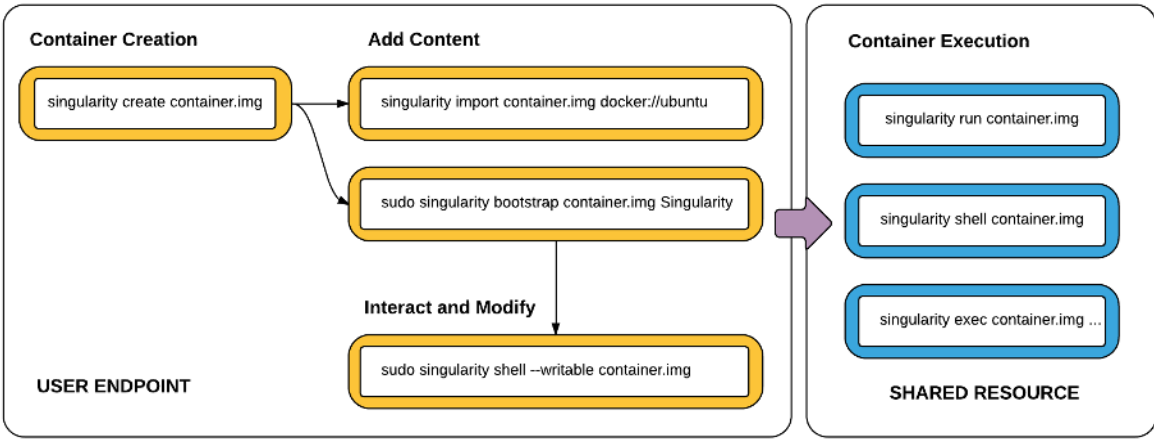 Container Creation
singularity create container.img
Add Content
singularity import container.img docker://ubuntu
sudo singularity bootstrap container.img Singularity
Interact and Modify
sudo singularity shell --writable container.img
USER ENDPOINT
Container Execution
singularity run container.img
singularity shell container.img
singularity exec container.img ...
SHARED RESOURCE